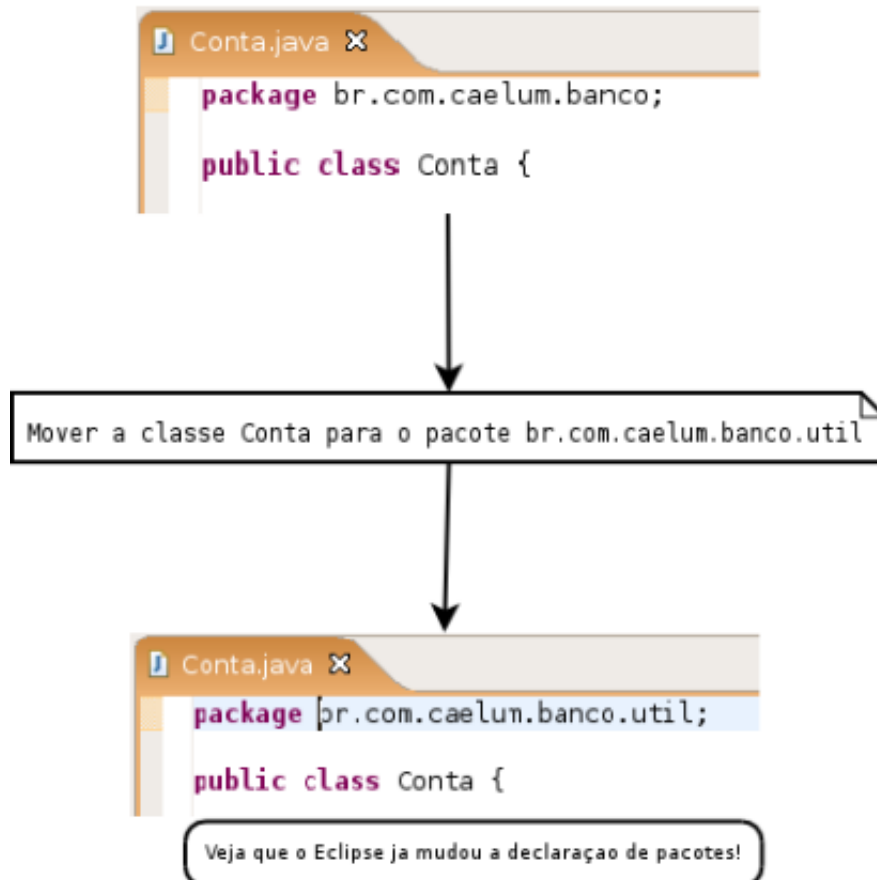 Conta.java
package br.com.caelum.banco;
public class Conta {
Mover a classe Conta para o pacote br.com.caelum.banco.util
Conta.java
package br.com.caelum.banco.util;
public class Conta {
Veja que o Eclipse ja mudou a declaraçao de pacotes!